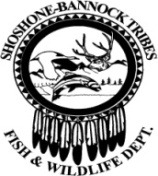 SHOSHONE-BANNOCK TRIBES
FISH & WILDLIFE DEPT.